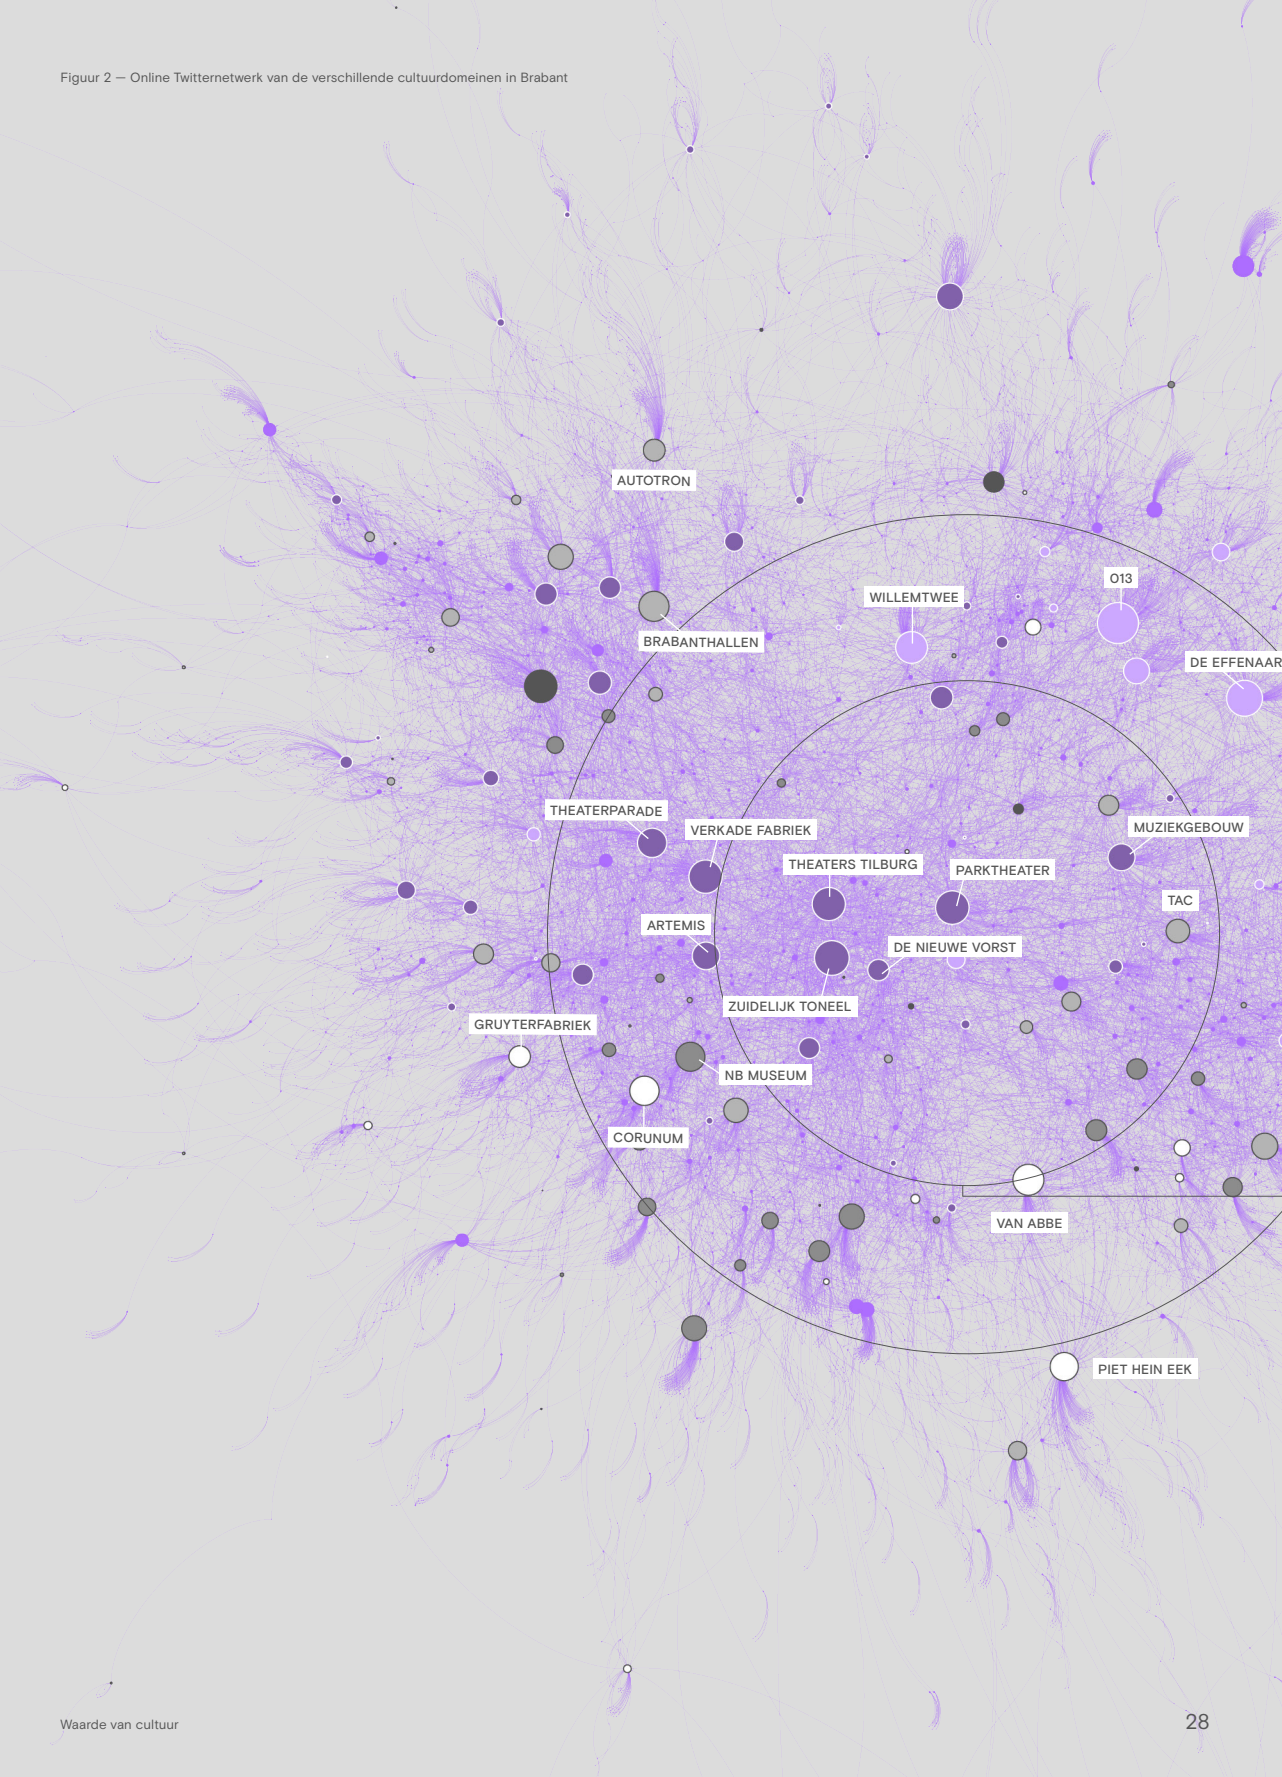 Figuur 2 — Online Twitternetwerk van de verschillende cultuurdomeinen in Brabant
AUTOTRON
013
WILLEMTWEE
BRABANTHALLEN
DE EFFENAAR
THEATERPARADE
VERKADE FABRIEK
MUZIEKGEBOUW
THEATERS TILBURG
PARKTHEATER
TAC
ARTEMIS
DE NIEUWE VORST
ZUIDELIJK TONEEL
GRUYTERFABRIEK
NB MUSEUM
CORUNUM
VAN ABBE
PIET HEIN EEK
Waarde van cultuur
28